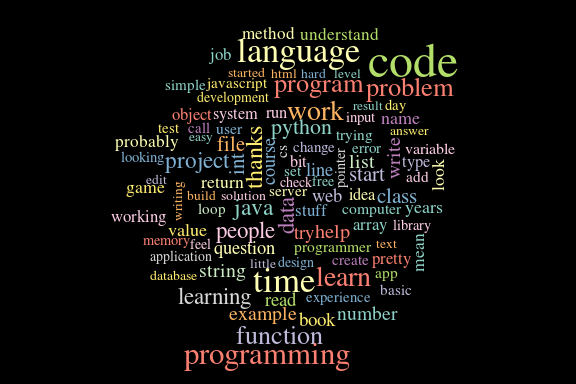 method understand
job language code
started html hard level
simple javascript program problem
development result day
object system run work input name
test call user python trying answer
probably easy file thanks course cs change error variable
looking project int bit line list write type look
edit set pointer start add
game writing return check free
build solution server web idea class
working loop java data stuff computer years
value people array library
memory feel question try help programmer text mean
application little design create pretty
database string time learn app
learning read experience basic
example book number
function
programming